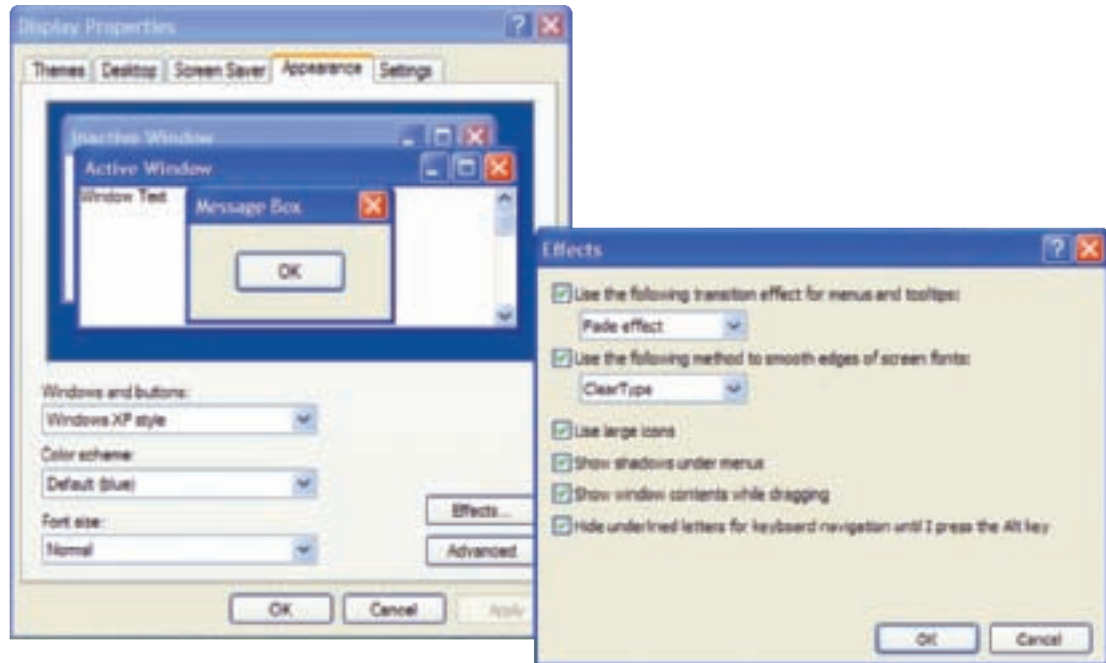 Display Properties
Themes Desktop Screen Saver Appearance Settings
Inactive Window
Active Window
Window Text
Message Box
OK
Windows and buttons:
Windows XP style
Color scheme:
Default (blue)
Font size:
Normal
Effects...
Advanced
OK Cancel Apply
Effects
Use the following transition effect for menus and tooltips:
Fade effect
Use the following method to smooth edges of screen fonts:
ClearType
Use large icons
Show shadows under menus
Show window contents while dragging
Hide underlined letters for keyboard navigation until I press the Alt key
OK Cancel